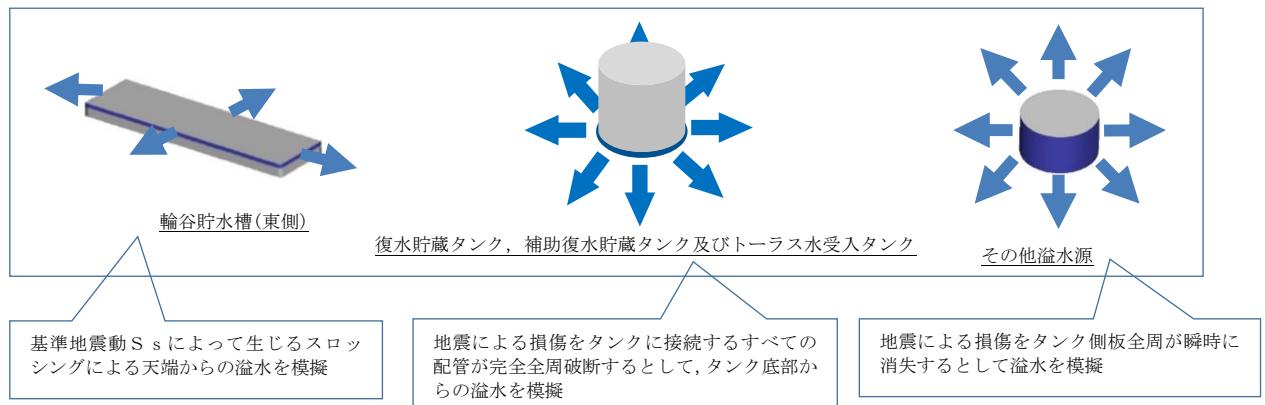 輪谷貯水槽(東側)
復水貯蔵タンク，補助復水貯蔵タンク及びトーラス水受入タンク
その他溢水源
基準地震動Ｓｓによって生じるスロッ
シングによる天端からの溢水を模擬
地震による損傷をタンクに接続するすべての
配管が完全全周破断するとして，タンク底部か
らの溢水を模擬
地震による損傷をタンク側板全周が瞬時に
消失するとして溢水を模擬